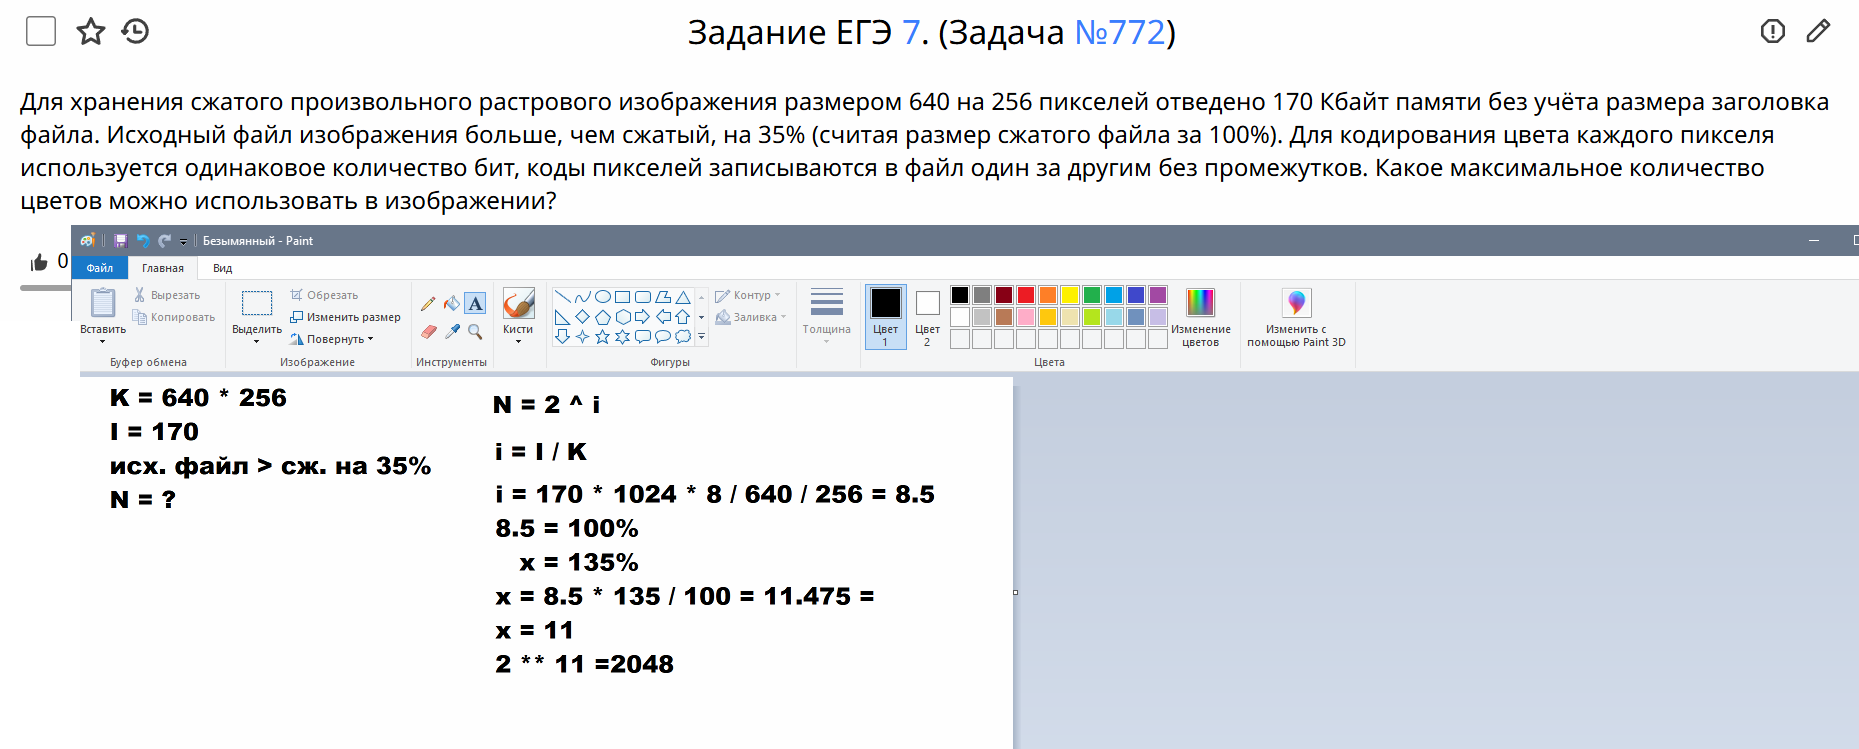 Задание ЕГЭ 7. (Задача №772)
Для хранения сжатого произвольного растрового изображения размером 640 на 256 пикселей отведено 170 Кбайт памяти без учёта размера заголовка
файла. Исходный файл изображения больше, чем сжатый, на 35% (считая размер сжатого файла за 100%). Для кодирования цвета каждого пикселя
используется одинаковое количество бит, коды пикселей записываются в файл один за другим без промежутков. Какое максимальное количество
цветов можно использовать в изображении?
0
Безымянный - Paint
Файл Главная Вид
Вставить
Вырезать
Копировать
Буфер обмена
Выделить
Обрезать
Изменить размер
Повернуть
Изображение
A
Инструменты
Кисти
Контур
Заливка
Фигуры
Толщина
Цвет
1
Цвет
2
Изменение
цветов
Цвета
Изменить с
помощью Paint 3D
K = 640 * 256
I = 170
исх. файл > сж. на 35%
N = ?
N = 2 ^ i
i = I / K
i = 170 * 1024 * 8 / 640 / 256 = 8.5
8.5 = 100%
x = 135%
x = 8.5 * 135 / 100 = 11.475 =
x = 11
2 ** 11 =2048